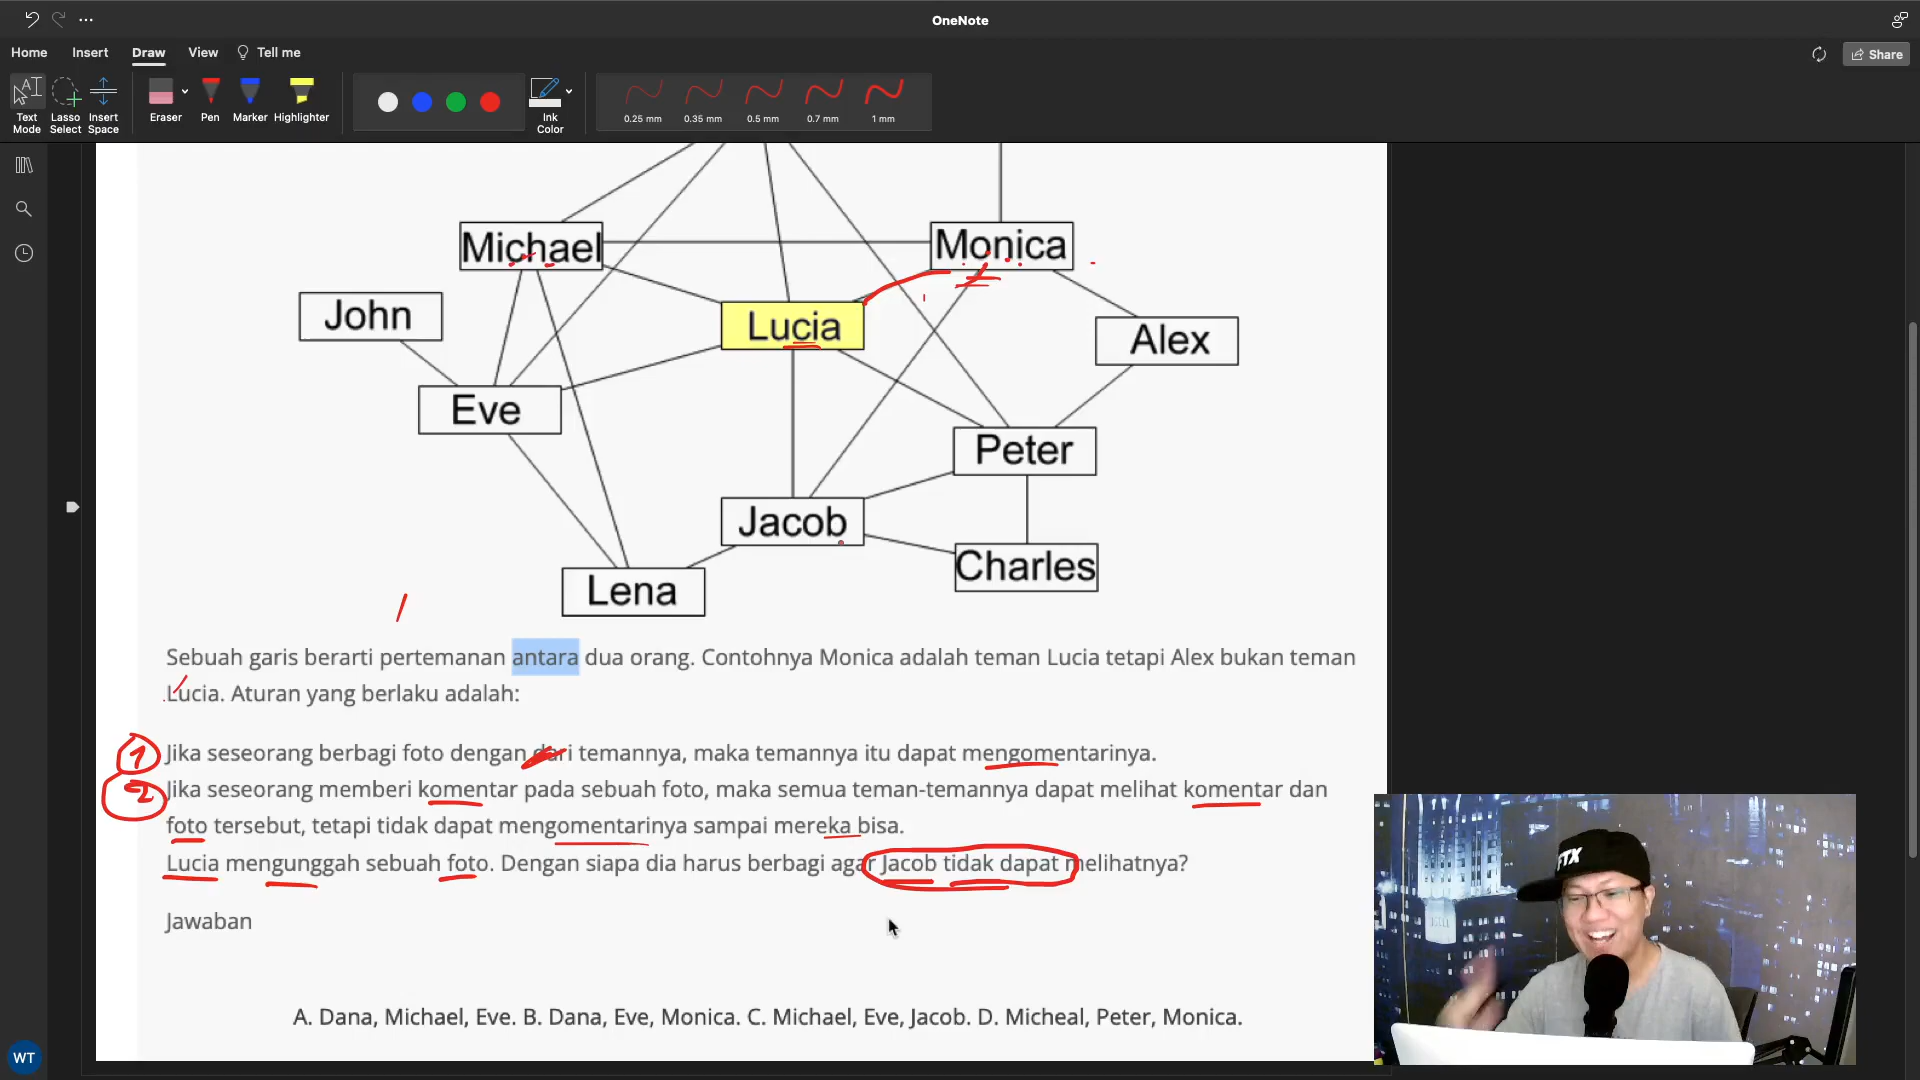 OneNote
Home Insert Draw View Tell me
Share
Text Mode
Lasso Select
Insert Space
Eraser
Pen
Marker
Highlighter
Ink Color
0.25 mm
0.35 mm
0.5 mm
0.7 mm
1 mm
Michael
Monica
John
Lucia
Alex
Eve
Peter
Jacob
Charles
Lena
Sebuah garis berarti pertemanan antara dua orang. Contohnya Monica adalah teman Lucia tetapi Alex bukan teman
Lucia. Aturan yang berlaku adalah:
1 Jika seseorang berbagi foto dengan dari temannya, maka temannya itu dapat mengomentarinya.
2 Jika seseorang memberi komentar pada sebuah foto, maka semua teman-temannya dapat melihat komentar dan
foto tersebut, tetapi tidak dapat mengomentarinya sampai mereka bisa.
Lucia mengunggah sebuah foto. Dengan siapa dia harus berbagi agar Jacob tidak dapat melihatnya?
Jawaban
A. Dana, Michael, Eve. B. Dana, Eve, Monica. C. Michael, Eve, Jacob. D. Micheal, Peter, Monica.
WT
FTX